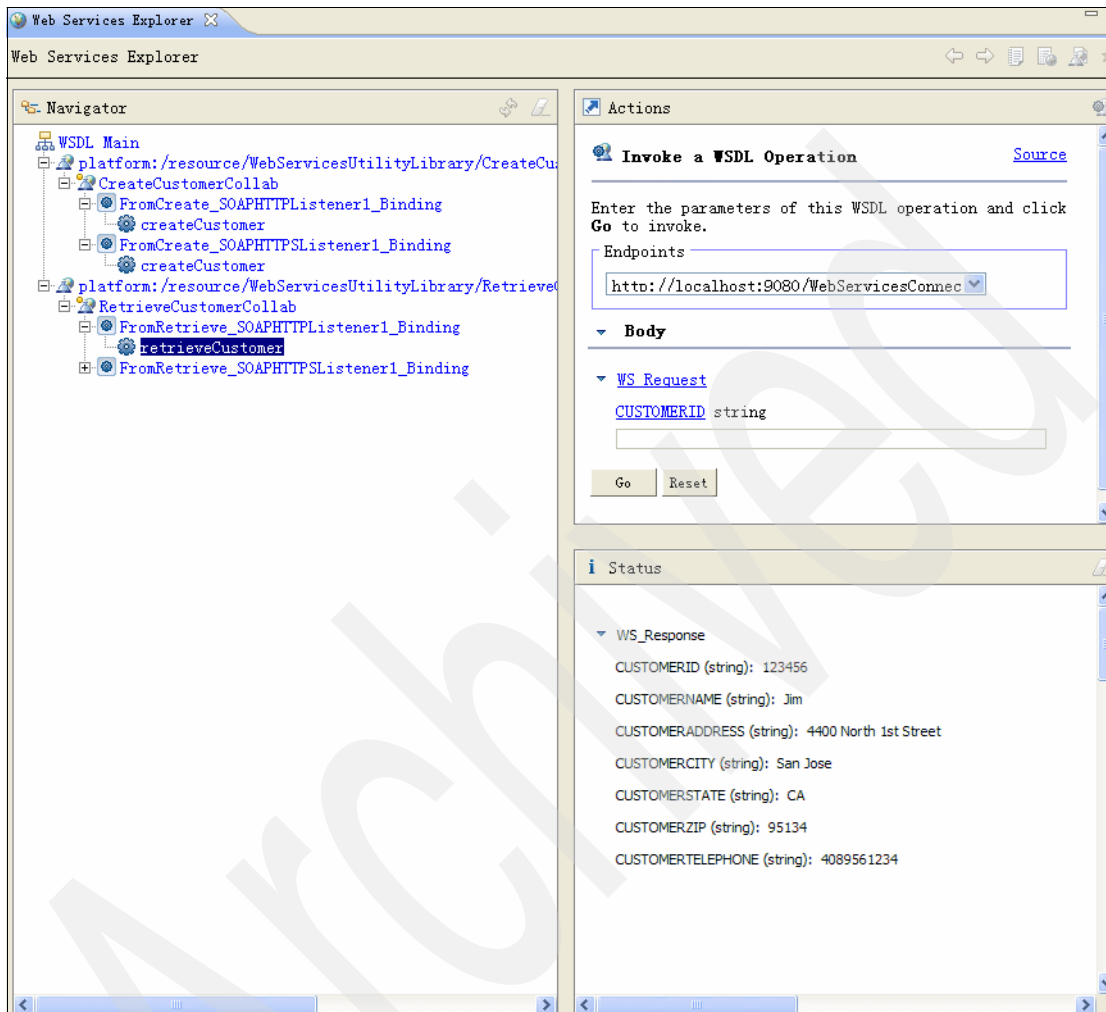 Web Services Explorer
Web Services Explorer
Navigator
WSDL Main
platform:/resource/WebServicesUtilityLibrary/CreateCu
CreateCustomerCollab
FromCreate_SOAPHTTPListener1_Binding
createCustomer
FromCreate_SOAPHTTPSListener1_Binding
createCustomer
platform:/resource/WebServicesUtilityLibrary/Retrieve
RetrieveCustomerCollab
FromRetrieve_SOAPHTTPListener1_Binding
retrieveCustomer
FromRetrieve_SOAPHTTPSListener1_Binding
Actions
Invoke a WSDL Operation Source
Enter the parameters of this WSDL operation and click
Go to invoke.
Endpoints
http://localhost:9080/WebServicesConnec
Body
WS Request
CUSTOMERID string
Go Reset
i Status
WS_Response
CUSTOMERID (string): 123456
CUSTOMERNAME (string): Jim
CUSTOMERADDRESS (string): 4400 North 1st Street
CUSTOMERCITY (string): San Jose
CUSTOMERSTATE (string): CA
CUSTOMERZIP (string): 95134
CUSTOMERTELEPHONE (string): 4089561234
Archived